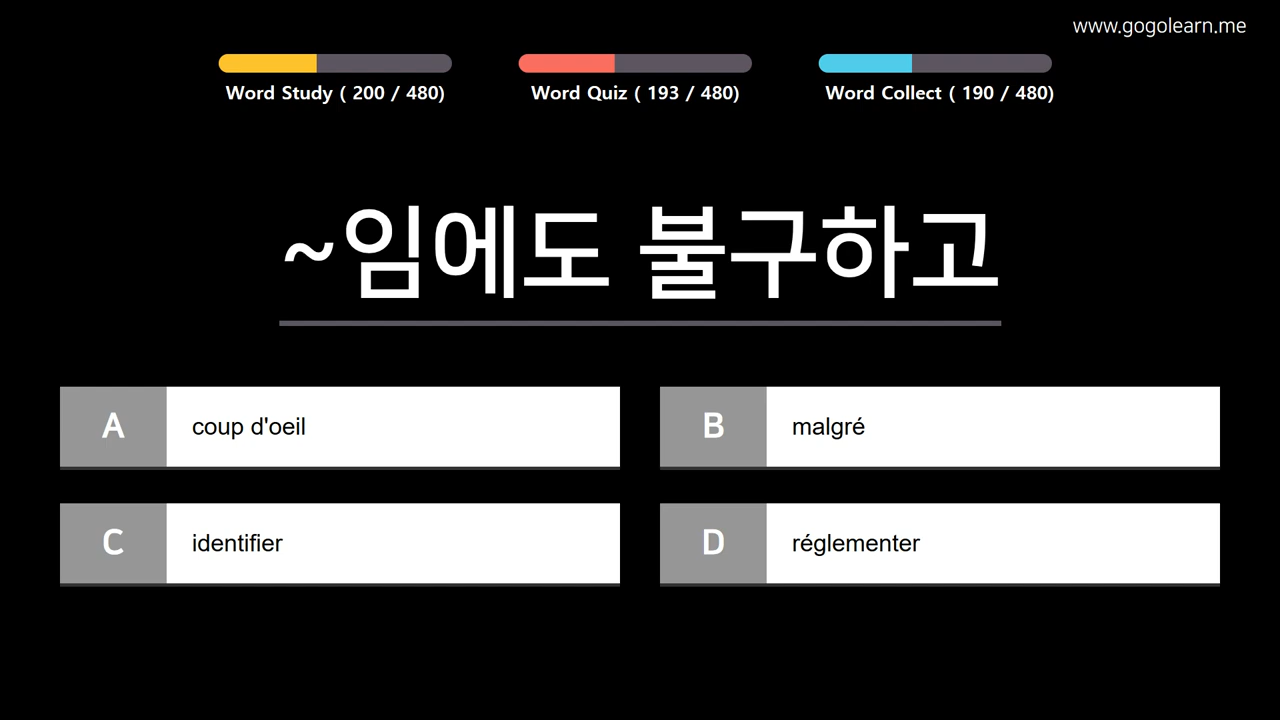 www.gogolearn.me
Word Study ( 200 / 480)
Word Quiz ( 193 / 480)
Word Collect ( 190 / 480)
~임에도 불구하고
A coup d'oeil
B malgré
C identifier
D réglementer